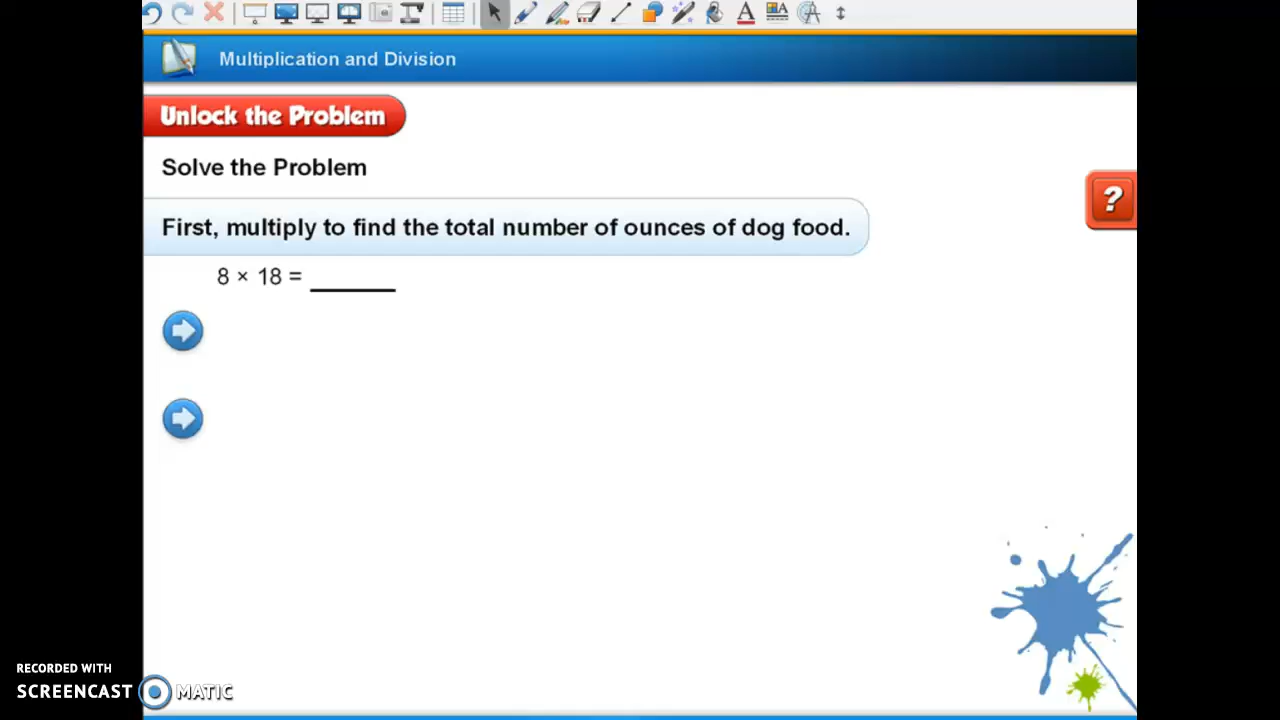 Multiplication and Division
Unlock the Problem
Solve the Problem
?
First, multiply to find the total number of ounces of dog food.
8 × 18 = ______
RECORDED WITH
SCREENCAST MATIC